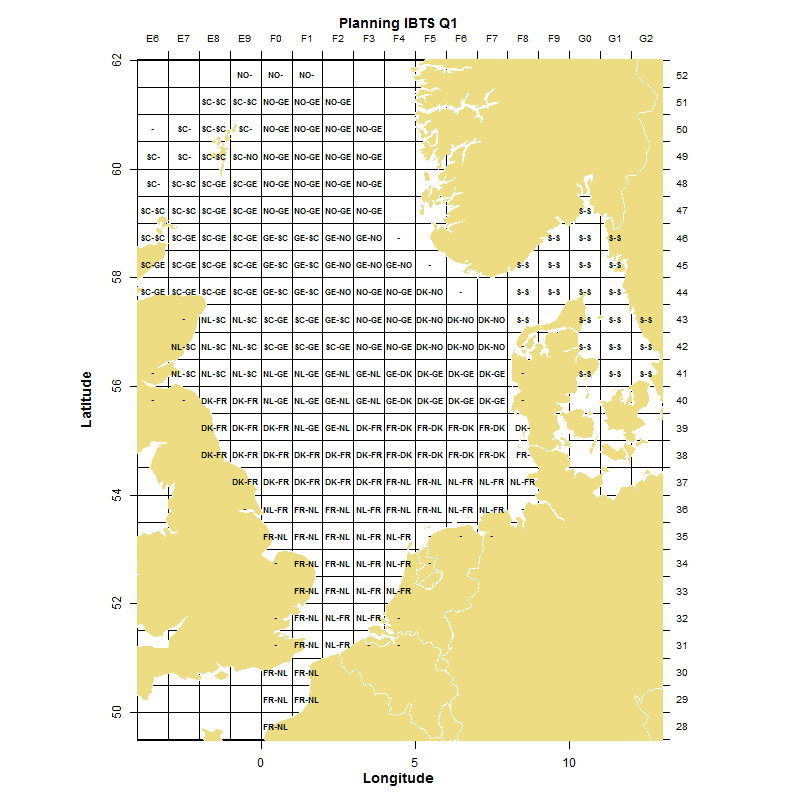 Planning IBTS Q1
E6 E7 E8 E9 F0 F1 F2 F3 F4 F5 F6 F7 F8 F9 G0 G1 G2
62
NO- NO- NO- 52
SC-SC SC-SC NO-GE NO-GE NO-GE 51
- SC- SC-SC SC- NO-GE NO-GE NO-GE NO-GE 50
60
SC- SC- SC-SC SC-NO NO-GE NO-GE NO-GE NO-GE 49
SC- SC-SC SC-GE SC-GE NO-GE NO-GE NO-GE NO-GE 48
SC-SC SC-SC SC-GE SC-GE NO-GE NO-GE NO-GE NO-GE S-S 47
SC-SC SC-GE SC-GE SC-GE GE-SC GE-SC GE-NO GE-NO - S-S S-S S-S 46
58
SC-GE SC-GE SC-GE SC-GE GE-SC GE-SC GE-NO GE-NO GE-NO - S-S S-S S-S S-S 45
SC-GE SC-GE SC-GE SC-GE GE-SC GE-SC GE-NO NO-GE NO-GE DK-NO - S-S S-S S-S S-S 44
- NL-SC NL-SC SC-GE SC-GE GE-SC NO-GE NO-GE DK-NO DK-NO DK-NO S-S S-S S-S S-S 43
NL-SC NL-SC NL-SC SC-GE SC-GE SC-GE NO-GE NO-GE DK-NO DK-NO DK-NO - S-S S-S S-S 42
56
- NL-SC NL-SC NL-SC NL-GE NL-GE GE-NL GE-NL GE-DK DK-GE DK-GE DK-GE - S-S S-S S-S 41
- - DK-FR DK-FR NL-GE NL-GE GE-NL GE-NL GE-DK DK-GE DK-GE DK-GE - 40
DK-FR DK-FR DK-FR NL-GE GE-NL DK-FR FR-DK FR-DK FR-DK FR-DK DK- 39
DK-FR DK-FR DK-FR DK-FR DK-FR DK-FR FR-DK FR-DK FR-DK FR-DK FR- 38
54
DK-FR DK-FR DK-FR DK-FR DK-FR FR-NL FR-NL NL-FR NL-FR NL-FR 37
- NL-FR FR-NL FR-NL FR-NL FR-NL FR-NL NL-FR NL-FR - 36
FR-NL FR-NL FR-NL NL-FR NL-FR - - - 35
- FR-NL FR-NL NL-FR NL-FR - 34
52
FR-NL FR-NL NL-FR NL-FR 33
- FR-NL NL-FR NL-FR - 32
- FR-NL NL-FR - - 31
FR-NL FR-NL 30
50
FR-NL FR-NL 29
FR-NL 28
Latitude
0 5 10
Longitude